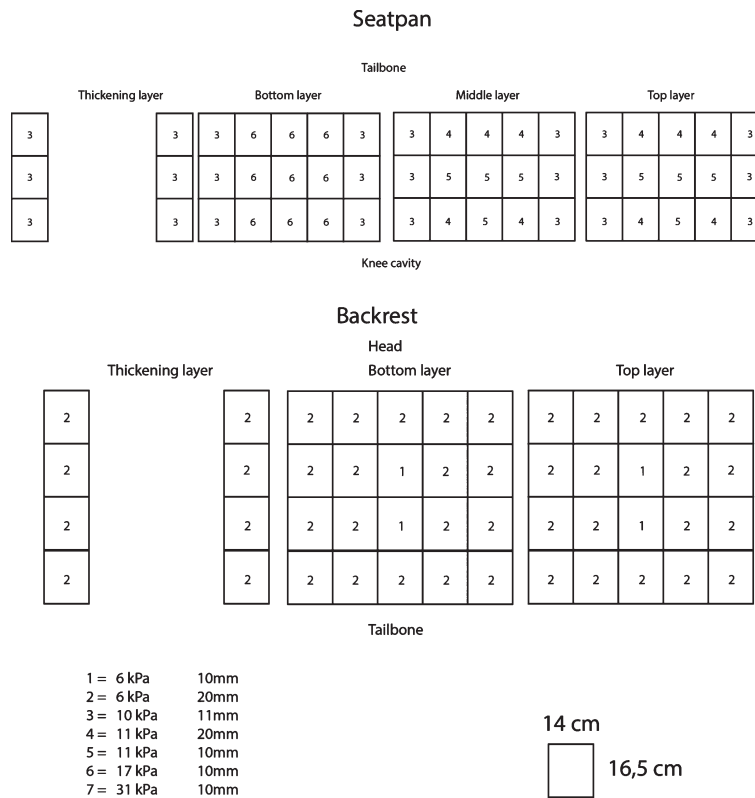 Seatpan
Tailbone
Thickening layer Bottom layer Middle layer Top layer
3 3 3 6 6 6 3 3 4 4 4 3 3 4 4 4 3
3 3 3 6 6 6 3 3 5 5 5 3 3 5 5 5 3
3 3 3 6 6 6 3 3 4 5 4 3 3 4 5 4 3
Knee cavity
Backrest
Head
Thickening layer Bottom layer Top layer
2 2 2 2 2 2 2 2 2 2 2 2
2 2 2 2 1 2 2 2 2 1 2 2
2 2 2 2 1 2 2 2 2 1 2 2
2 2 2 2 2 2 2 2 2 2 2 2
Tailbone
1 = 6 kPa 10mm
2 = 6 kPa 20mm
3 = 10 kPa 11mm
4 = 11 kPa 20mm
5 = 11 kPa 10mm
6 = 17 kPa 10mm
7 = 31 kPa 10mm
14 cm
16,5 cm